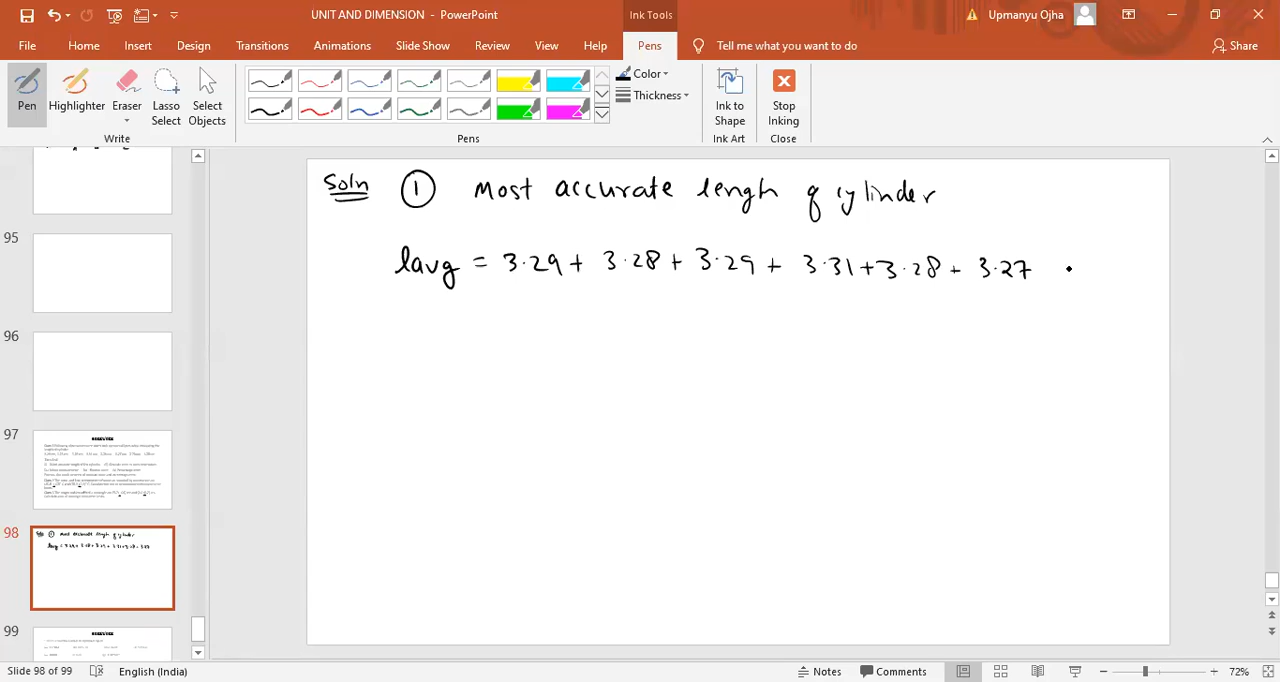 UNIT AND DIMENSION - PowerPoint
Ink Tools
Upmanyu Ojha
File Home Insert Design Transitions Animations Slide Show Review View Help Pens Tell me what you want to do Share
Pen Highlighter Eraser Lasso Select Select Objects
Color
Thickness
Ink to Shape
Stop Inking
Write Pens Ink Art Close
95
96
97
98
99
Soln ① Most accurate lengh of cylinder
lavg = 3.29 + 3.28 + 3.29 + 3.31 + 3.28 + 3.27
Slide 98 of 99 English (India) Notes Comments 72%